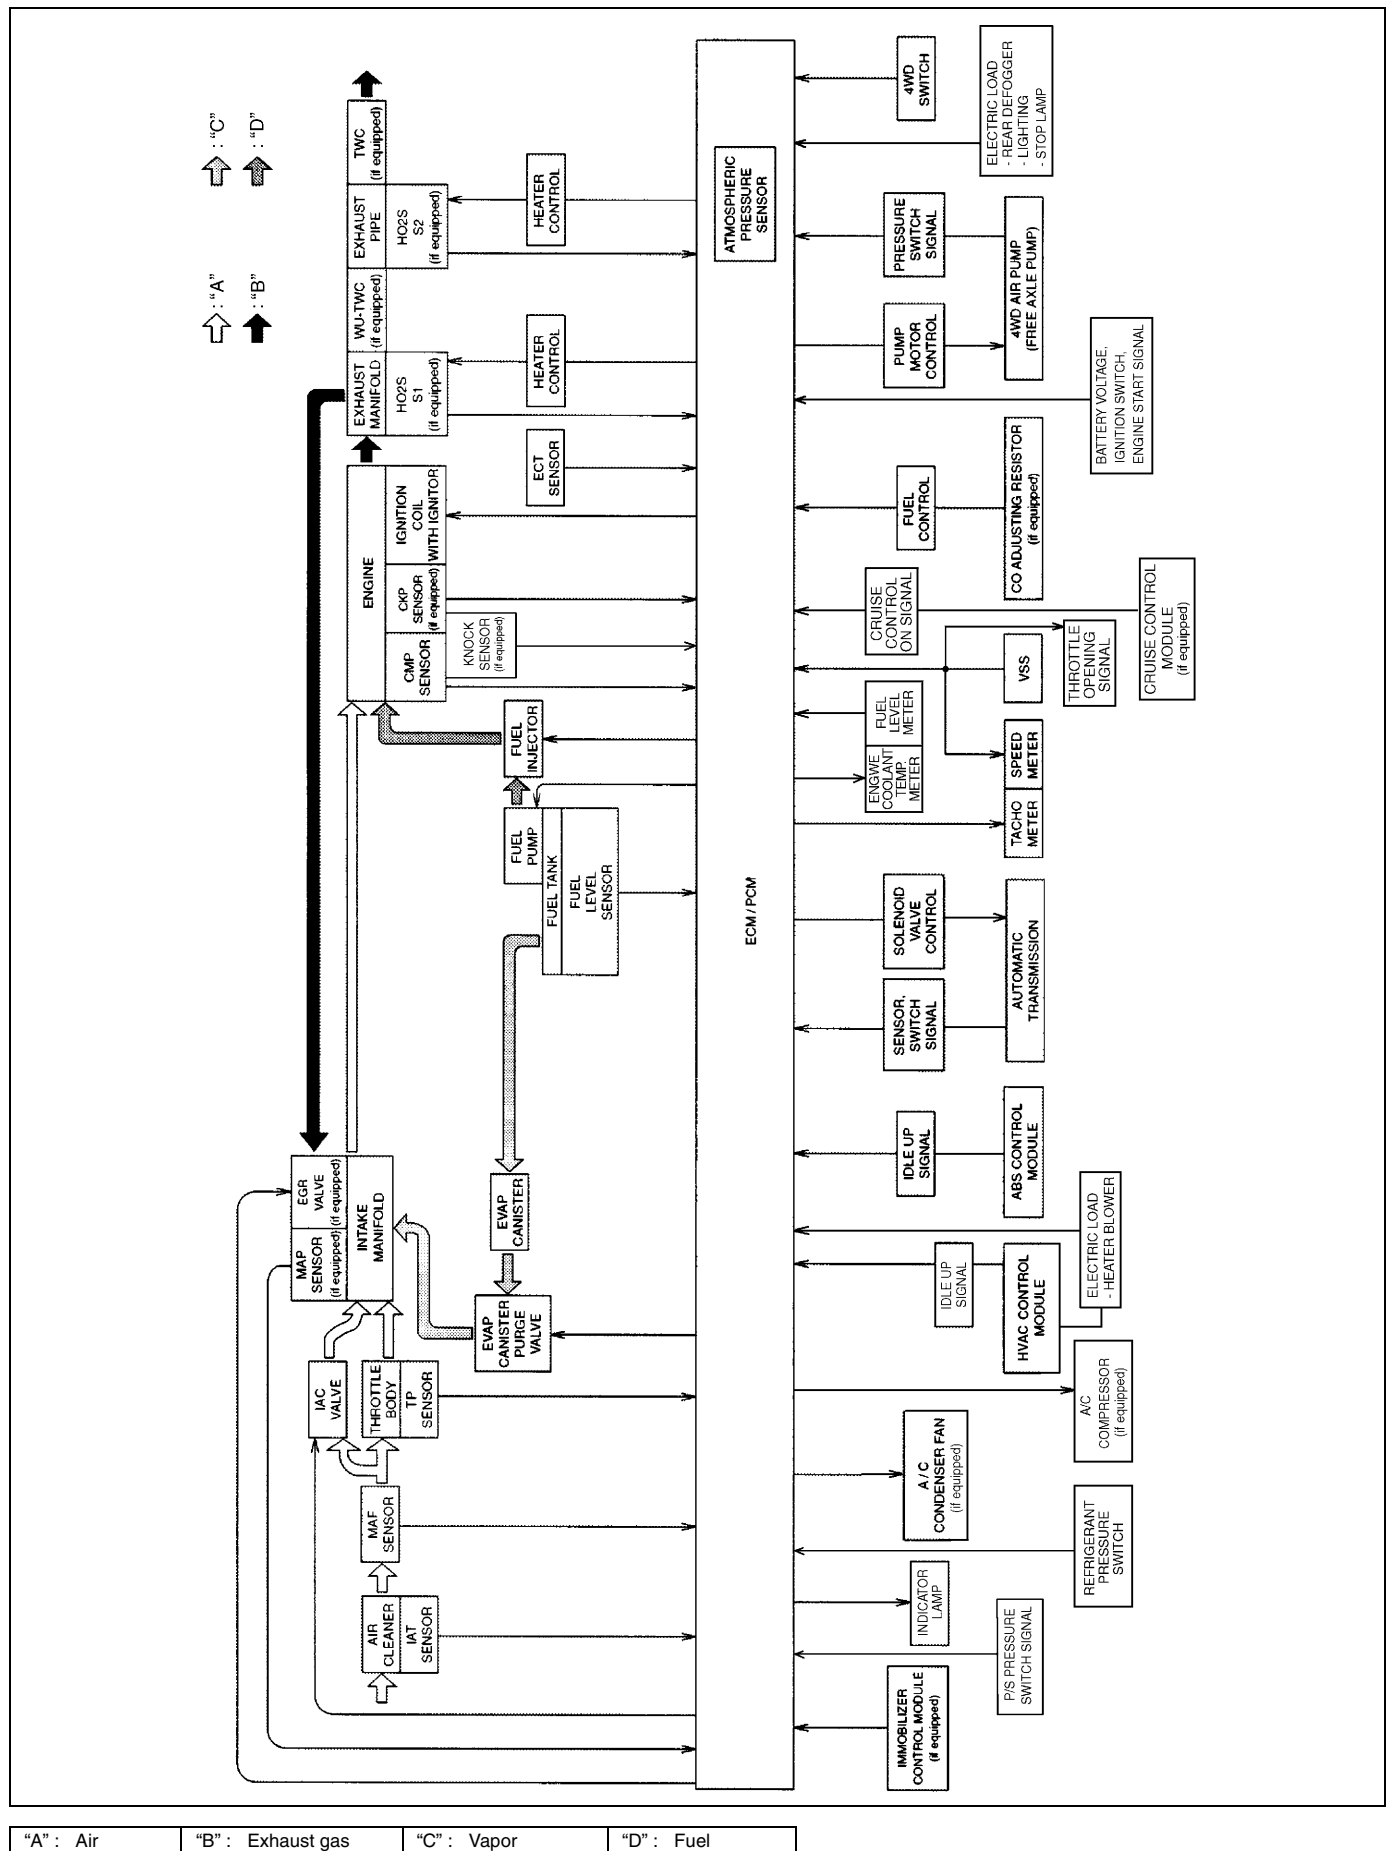 : “A”
: “B”
: “C”
: “D”
AIR
CLEANER
IAT
SENSOR
MAF
SENSOR
IAC
VALVE
THROTTLE
BODY
TP
SENSOR
MAP
SENSOR
(if equipped)
EGR
VALVE
(if equipped)
INTAKE
MANIFOLD
EVAP
CANISTER
PURGE
VALVE
EVAP
CANISTER
FUEL
PUMP
FUEL TANK
FUEL
LEVEL
SENSOR
FUEL
INJECTOR
ENGINE
CMP
SENSOR
CKP
SENSOR
(if equipped)
IGNITION
COIL
WITH IGNITOR
KNOCK
SENSOR
(if equipped)
ECT
SENSOR
EXHAUST
MANIFOLD
HO2S
S1
(if equipped)
WU-TWC
(if equipped)
EXHAUST
PIPE
HO2S
S2
(if equipped)
TWC
(if equipped)
HEATER
CONTROL
HEATER
CONTROL
ECM / PCM
ATMOSPHERIC
PRESSURE
SENSOR
IMMOBILIZER
CONTROL MODULE
(if equipped)
P/S PRESSURE
SWITCH SIGNAL
INDICATOR
LAMP
REFRIGERANT
PRESSURE
SWITCH
A / C
CONDENSER FAN
(if equipped)
A/C
COMPRESSOR
(if equipped)
IDLE UP
SIGNAL
HVAC CONTROL
MODULE
ELECTRIC LOAD
- HEATER BLOWER
IDLE UP
SIGNAL
ABS CONTROL
MODULE
SENSOR,
SWITCH
SIGNAL
SOLENOID
VALVE
CONTROL
AUTOMATIC
TRANSMISSION
TACHO
METER
SPEED
METER
ENGWE
COOLANT
TEMP.
METER
FUEL
LEVEL
METER
VSS
THROTTLE
OPENING
SIGNAL
CRUISE
CONTROL
ON SIGNAL
CRUISE CONTROL
MODULE
(if equipped)
FUEL
CONTROL
CO ADJUSTING RESISTOR
(if equipped)
BATTERY VOLTAGE,
IGNITION SWITCH,
ENGINE START SIGNAL
PUMP
MOTOR
CONTROL
PRESSURE
SWITCH
SIGNAL
4WD AIR PUMP
(FREE AXLE PUMP)
ELECTRIC LOAD
- REAR DEFOGGER
- LIGHTING
- STOP LAMP
4WD
SWITCH
“A” : Air “B” : Exhaust gas “C” : Vapor “D” : Fuel